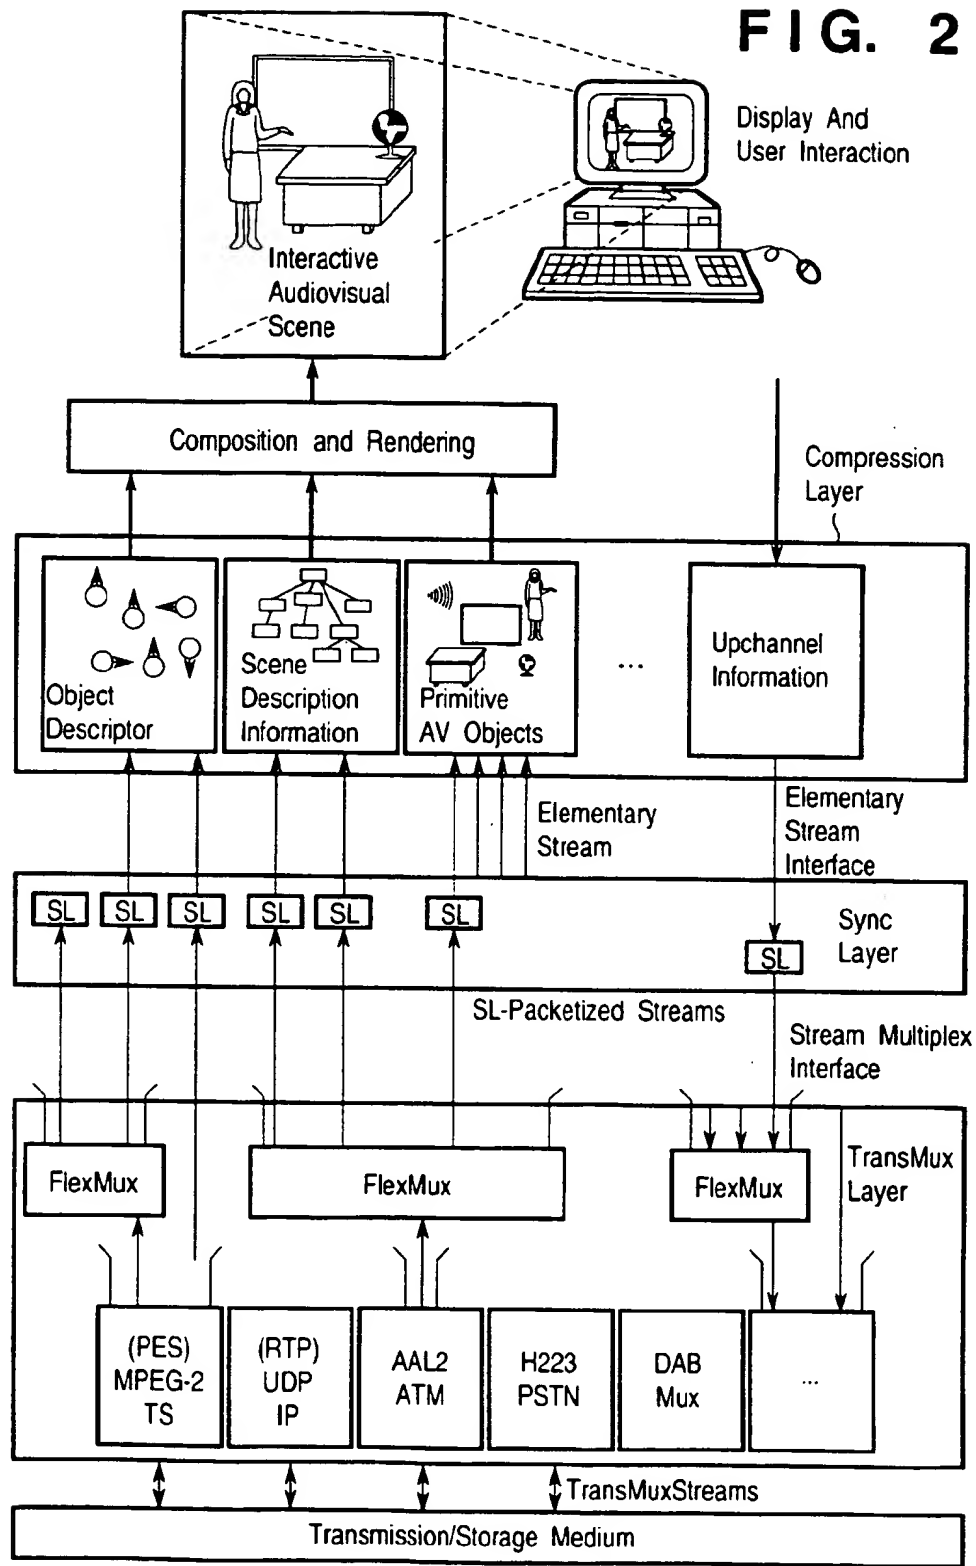 FIG. 2
Display And
User Interaction
Interactive
Audiovisual
Scene
Composition and Rendering
Compression
Layer
Object
Descriptor
Scene
Description
Information
Primitive
AV Objects
...
Upchannel
Information
Elementary
Stream
Elementary
Stream
Interface
SL
SL
SL
SL
SL
SL
Sync
Layer
SL
SL-Packetized Streams
Stream Multiplex
Interface
FlexMux
FlexMux
FlexMux
TransMux
Layer
(PES)
MPEG-2
TS
(RTP)
UDP
IP
AAL2
ATM
H223
PSTN
DAB
Mux
...
TransMuxStreams
Transmission/Storage Medium